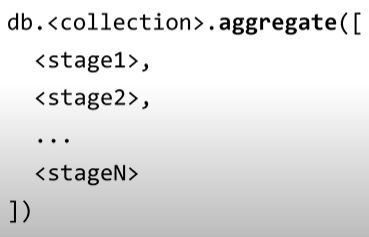 db.<collection>.aggregate([
<stage1>,
<stage2>,
...
<stageN>
])